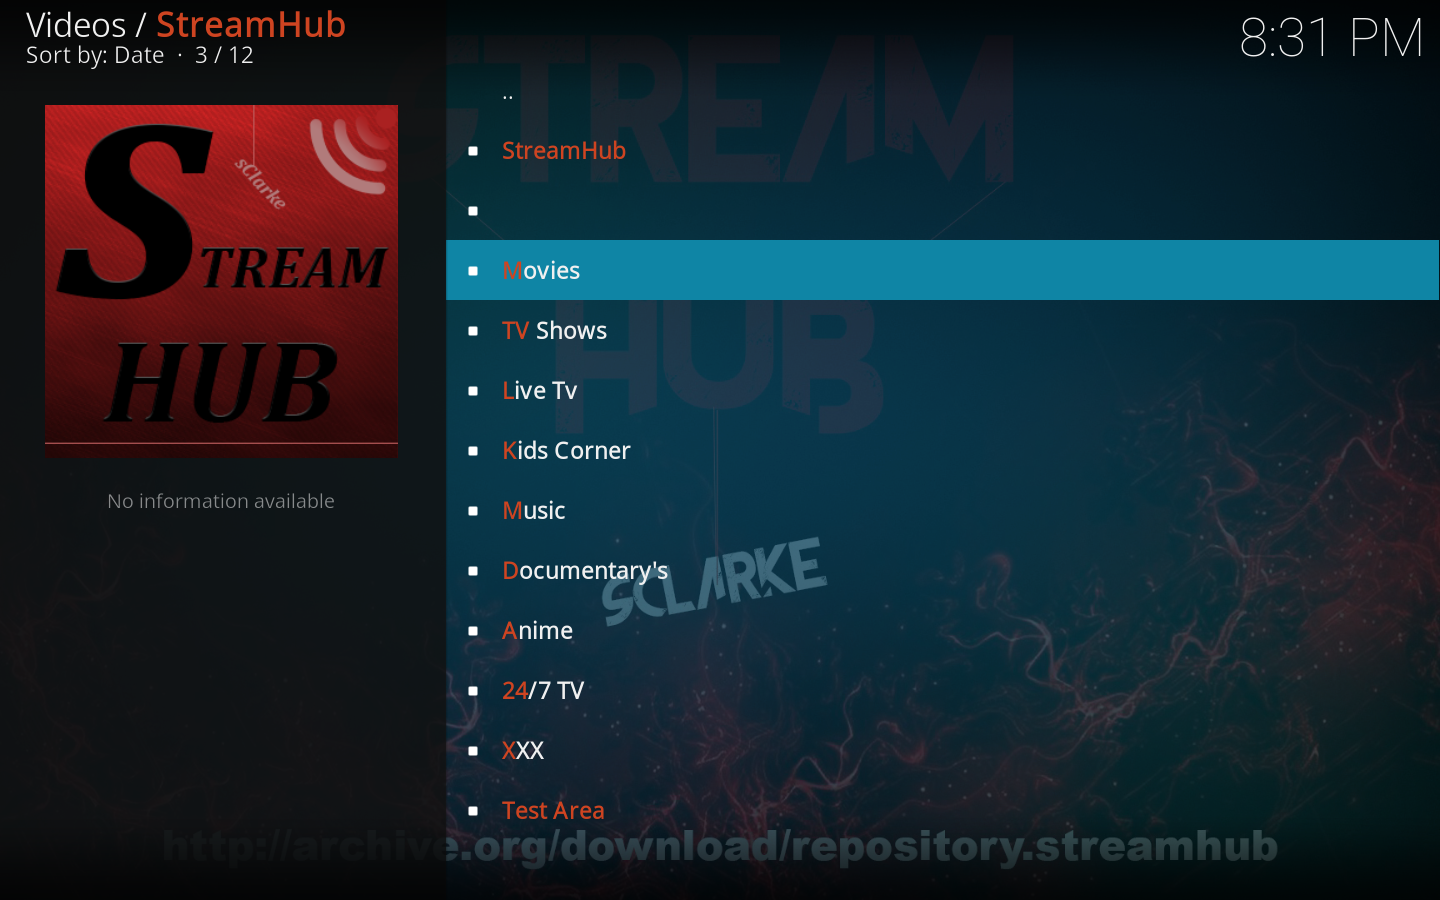 Videos / StreamHub
Sort by: Date · 3 / 12
8:31 PM
STREAM
HUB
sClarke
STREAM
HUB
No information available
..
StreamHub
Movies
TV Shows
Live Tv
Kids Corner
Music
Documentary's
SCLARKE
Anime
24/7 TV
XXX
Test Area
http://archive.org/download/repository.streamhub